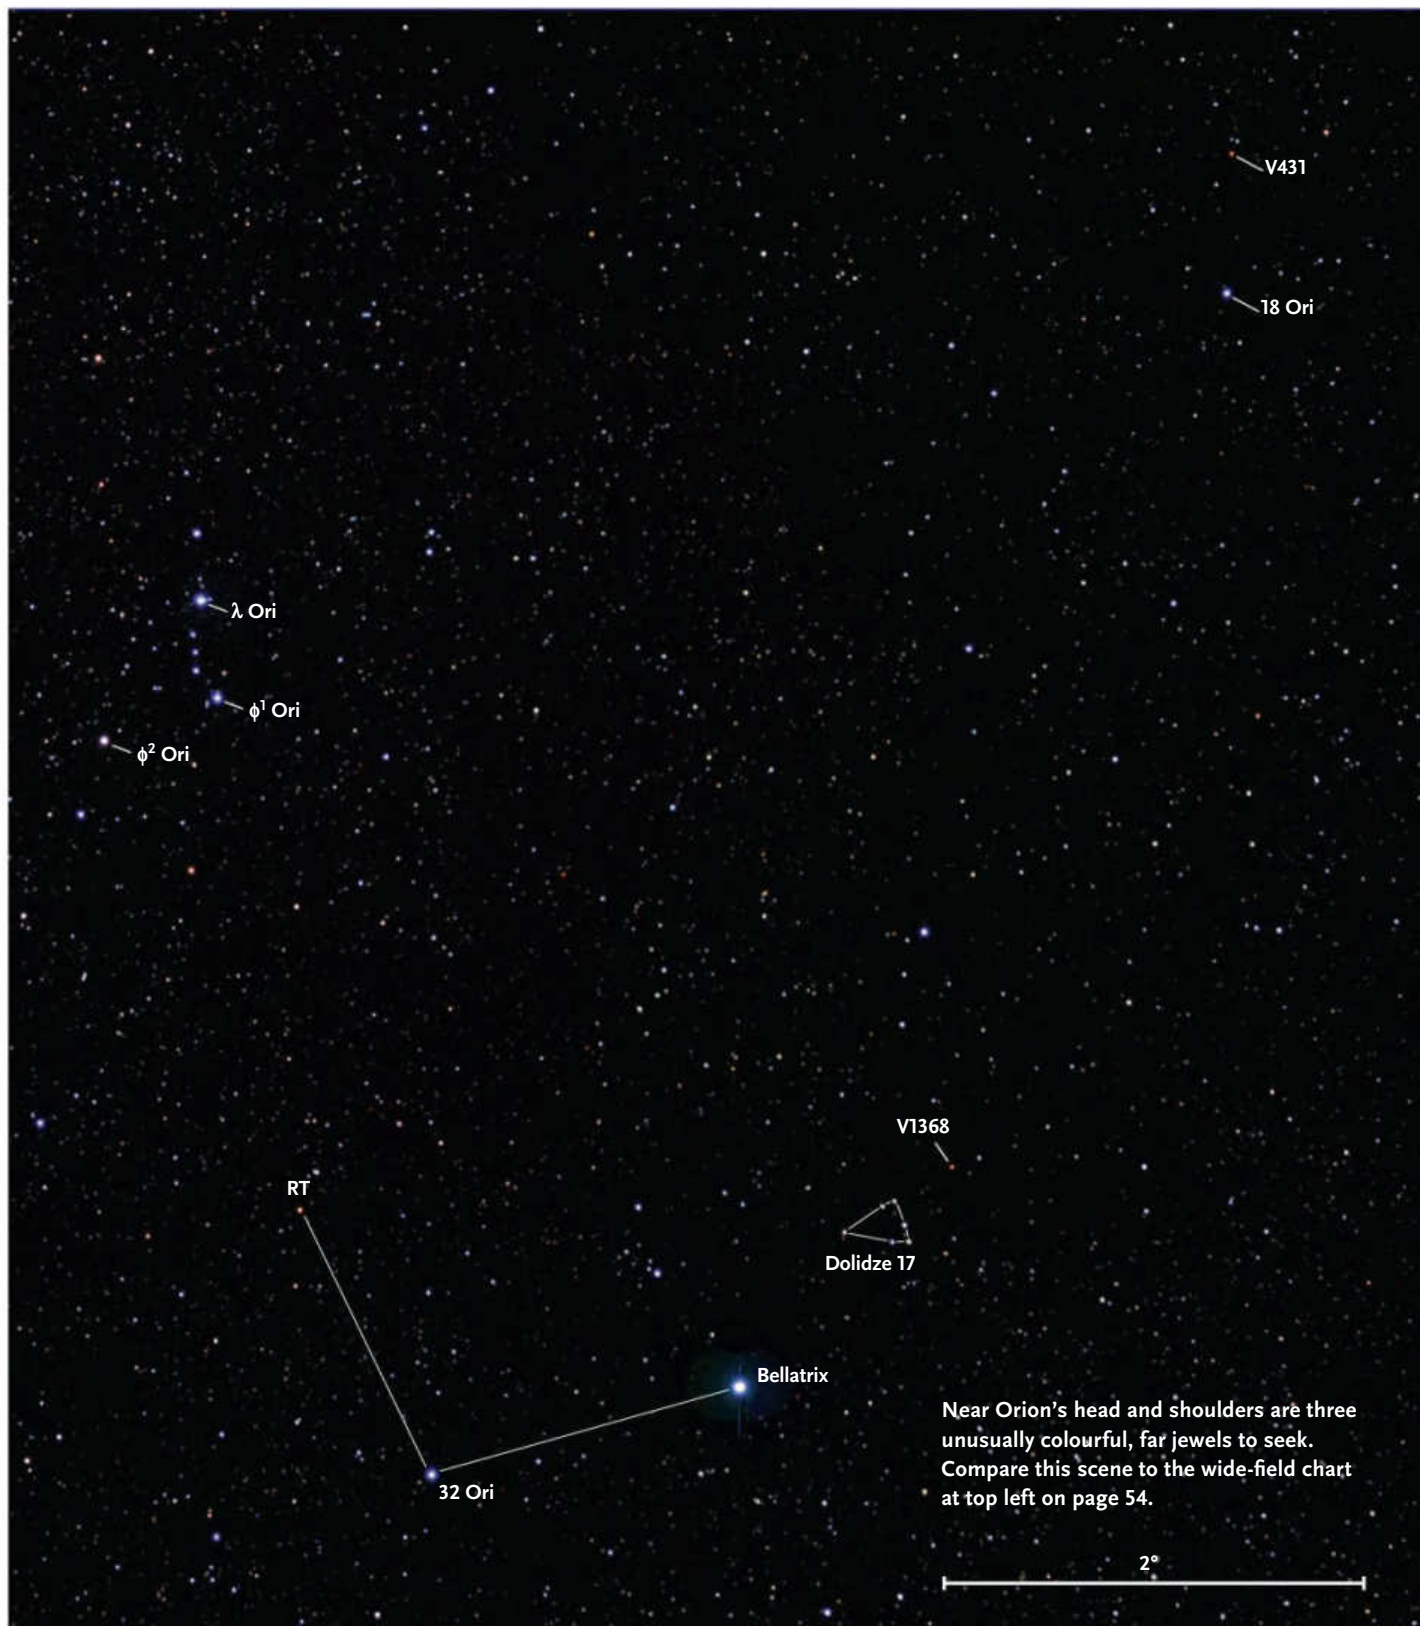 V431
18 Ori
λ Ori
ϕ¹ Ori
ϕ² Ori
V1368
RT
Dolidze 17
Bellatrix
32 Ori
Near Orion’s head and shoulders are three
unusually colourful, far jewels to seek.
Compare this scene to the wide-field chart
at top left on page 54.
2°